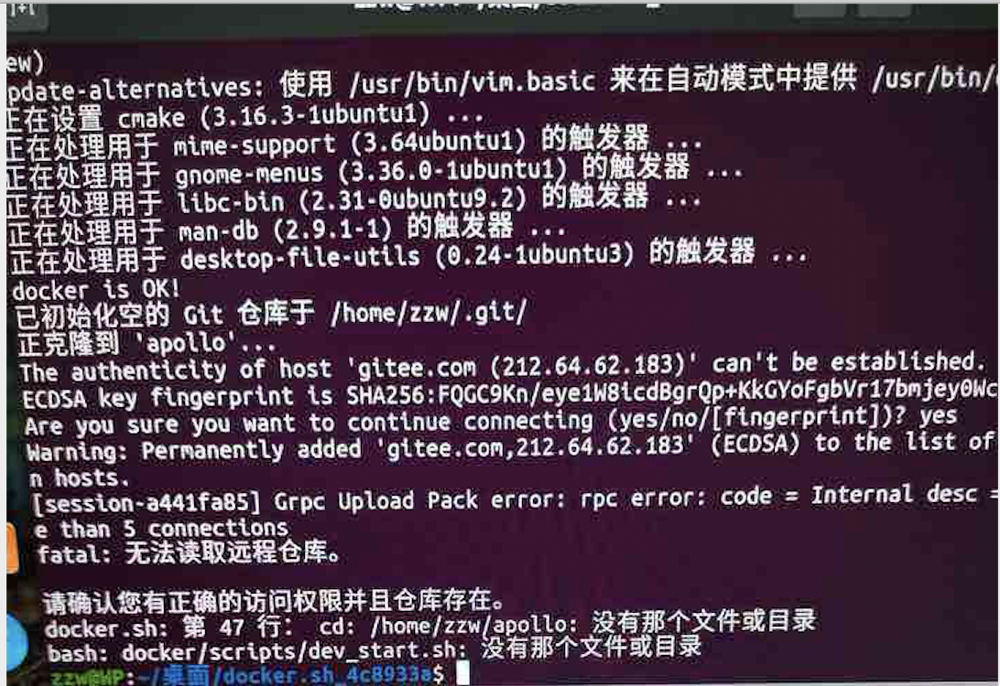 ew)
pdate-alternatives: 使用 /usr/bin/vim.basic 来在自动模式中提供 /usr/bin/
正在设置 cmake (3.16.3-1ubuntu1) ...
正在处理用于 mime-support (3.64ubuntu1) 的触发器 ...
正在处理用于 gnome-menus (3.36.0-1ubuntu1) 的触发器 ...
正在处理用于 libc-bin (2.31-0ubuntu9.2) 的触发器 ...
正在处理用于 man-db (2.9.1-1) 的触发器 ...
正在处理用于 desktop-file-utils (0.24-1ubuntu3) 的触发器 ...
docker is OK!
已初始化空的 Git 仓库于 /home/zzw/.git/
正克隆到 'apollo'...
The authenticity of host 'gitee.com (212.64.62.183)' can't be established.
ECDSA key fingerprint is SHA256:FQGC9Kn/eye1W8icdBgrQp+KkGYoFgbVr17bmjey0Wc
Are you sure you want to continue connecting (yes/no/[fingerprint])? yes
Warning: Permanently added 'gitee.com,212.64.62.183' (ECDSA) to the list of
n hosts.
[session-a441fa85] Grpc Upload Pack error: rpc error: code = Internal desc =
e than 5 connections
fatal: 无法读取远程仓库。
请确认您有正确的访问权限并且仓库存在。
docker.sh: 第 47 行： cd: /home/zzw/apollo: 没有那个文件或目录
bash: docker/scripts/dev_start.sh: 没有那个文件或目录
zzw@WP:~/桌面/docker.sh_4c8933a$